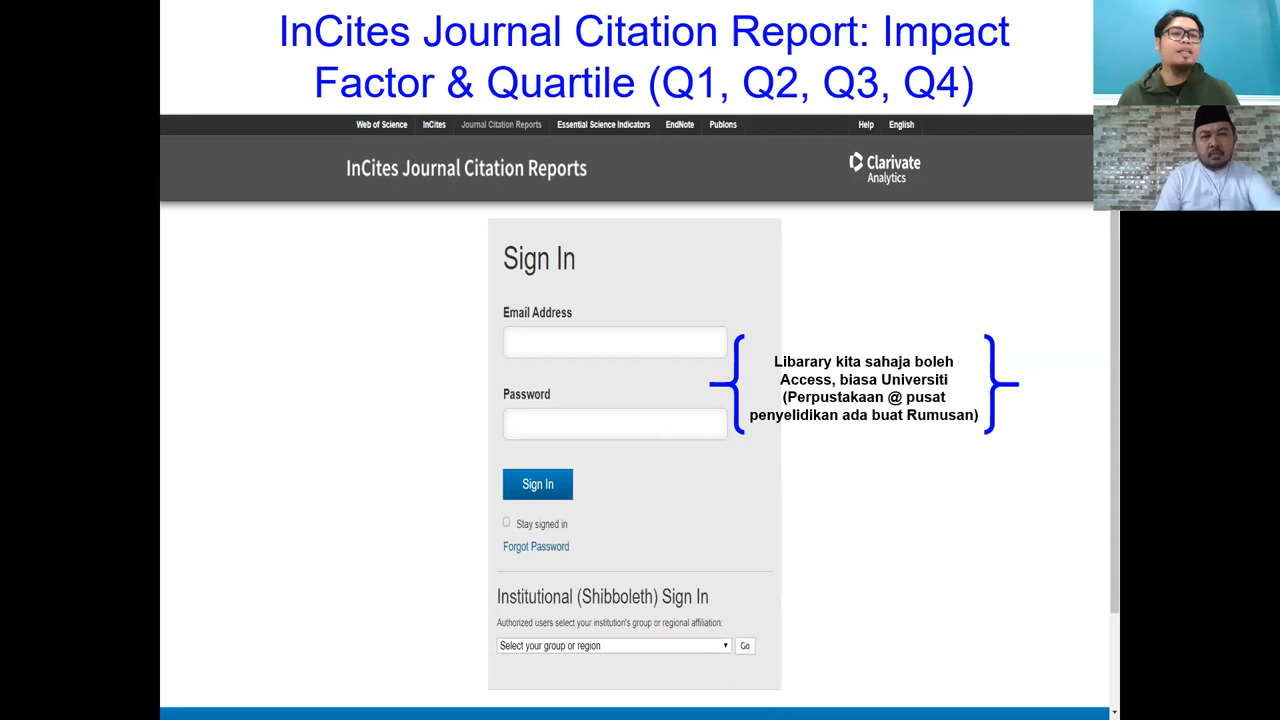 InCites Journal Citation Report: Impact
Factor & Quartile (Q1, Q2, Q3, Q4)
Web of Science InCites Journal Citation Reports Essential Science Indicators EndNote Publons Help English
InCites Journal Citation Reports
Clarivate
Analytics
Sign In
Email Address
Password
Libarary kita sahaja boleh
Access, biasa Universiti
(Perpustakaan @ pusat
penyelidikan ada buat Rumusan)
Sign In
Stay signed in
Forgot Password
Institutional (Shibboleth) Sign In
Authorized users select your institution's group or regional affiliation:
Select your group or region Go